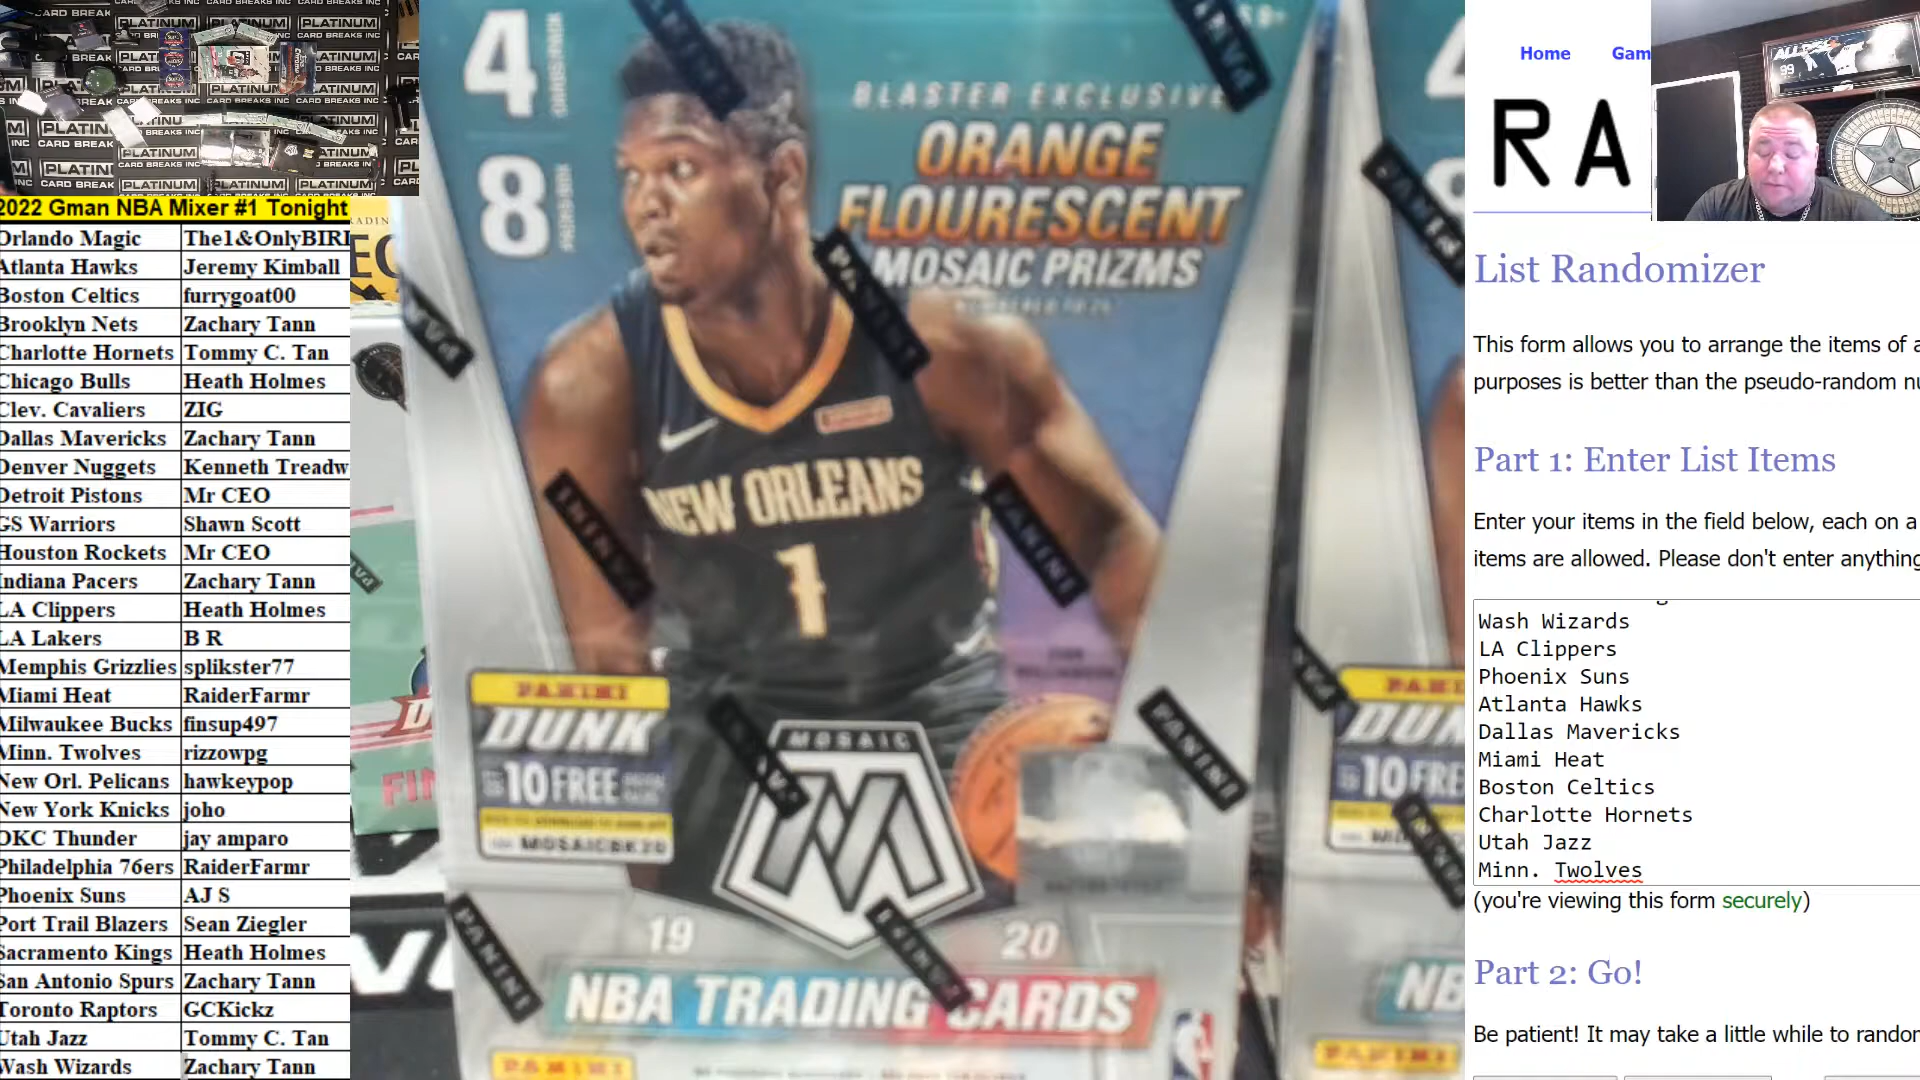 2022 Gman NBA Mixer #1 Tonight
Orlando Magic The1&OnlyBIRI
Atlanta Hawks Jeremy Kimball
Boston Celtics furrygoat00
Brooklyn Nets Zachary Tann
Charlotte Hornets Tommy C. Tan
Chicago Bulls Heath Holmes
Clev. Cavaliers ZIG
Dallas Mavericks Zachary Tann
Denver Nuggets Kenneth Treadw
Detroit Pistons Mr CEO
GS Warriors Shawn Scott
Houston Rockets Mr CEO
Indiana Pacers Zachary Tann
LA Clippers Heath Holmes
LA Lakers B R
Memphis Grizzlies splikster77
Miami Heat RaiderFarmr
Milwaukee Bucks finsup497
Minn. Twolves rizzowpg
New Orl. Pelicans hawkeypop
New York Knicks joho
OKC Thunder jay amparo
Philadelphia 76ers RaiderFarmr
Phoenix Suns AJ S
Port Trail Blazers Sean Ziegler
Sacramento Kings Heath Holmes
San Antonio Spurs Zachary Tann
Toronto Raptors GCKickz
Utah Jazz Tommy C. Tan
Wash Wizards Zachary Tann
PLATINUM
CARD BREAKS INC
4
8
BLASTER EXCLUSIVE
ORANGE
FLOURESCENT
MOSAIC PRIZMS
NEW ORLEANS
1
PANINI
DUNK
10 FREE
MOSAIC
19 20
NBA TRADING CARDS
PANINI
Home Gam
RA
List Randomizer
This form allows you to arrange the items of a
purposes is better than the pseudo-random nu
Part 1: Enter List Items
Enter your items in the field below, each on a
items are allowed. Please don't enter anything
Wash Wizards
LA Clippers
Phoenix Suns
Atlanta Hawks
Dallas Mavericks
Miami Heat
Boston Celtics
Charlotte Hornets
Utah Jazz
Minn. Twolves
(you're viewing this form securely)
Part 2: Go!
Be patient! It may take a little while to random